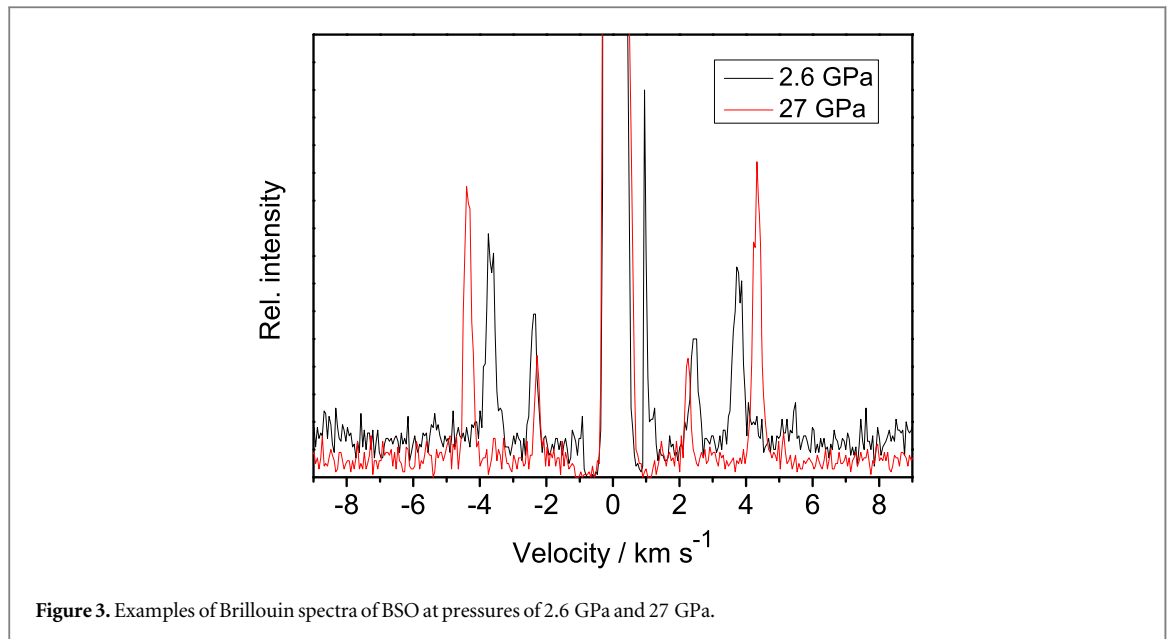 2.6 GPa
27 GPa
Rel. intensity
-8 -6 -4 -2 0 2 4 6 8
Velocity / km s⁻¹
Figure 3. Examples of Brillouin spectra of BSO at pressures of 2.6 GPa and 27 GPa.